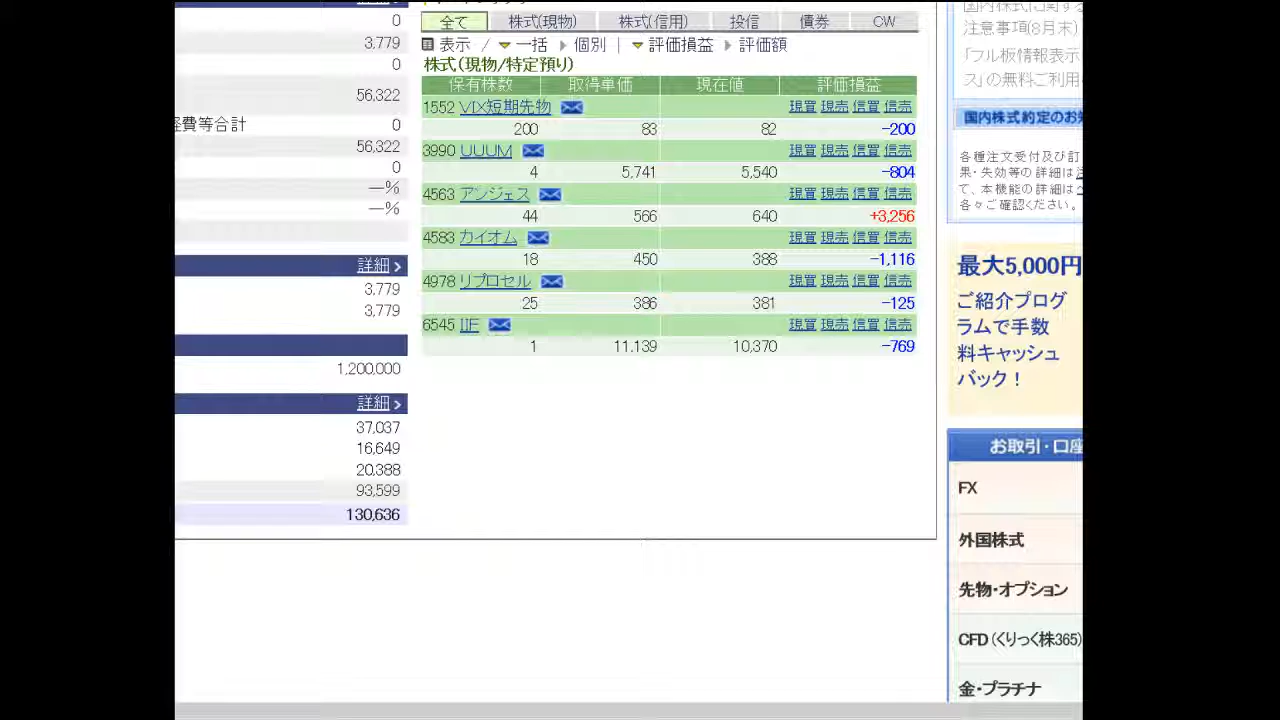 0
3,779
0
56,322
経費等合計 0
56,322
0
―%
―%
詳細 >
3,779
3,779
1,200,000
詳細 >
37,037
16,649
20,388
93,599
130,636
全て 株式(現物) 株式(信用) 投信 債券 CW
表示 / 一括 個別 | 評価損益 評価額
株式(現物/特定預り)
保有株数 取得単価 現在値 評価損益
1552 VIX短期先物 現買 現売 信買 信売
200 83 82 -200
3990 UUUM 現買 現売 信買 信売
4 5,741 5,540 -804
4563 アンジェス 現買 現売 信買 信売
44 566 640 +3,256
4583 カイオム 現買 現売 信買 信売
18 450 388 -1,116
4978 リプロセル 現買 現売 信買 信売
25 386 381 -125
6545 IIF 現買 現売 信買 信売
1 11,139 10,370 -769
国内株式に関する
注意事項(8月末)
「フル板情報表示
ス」の無料ご利用
国内株式約定のお
各種注文受付及び訂
果・失効等の詳細は
て、本機能の詳細は
各々ご確認ください。
最大5,000円
ご紹介プログ
ラムで手数
料キャッシュ
バック！
お取引・口座
FX
外国株式
先物・オプション
CFD(くりっく株365)
金・プラチナ